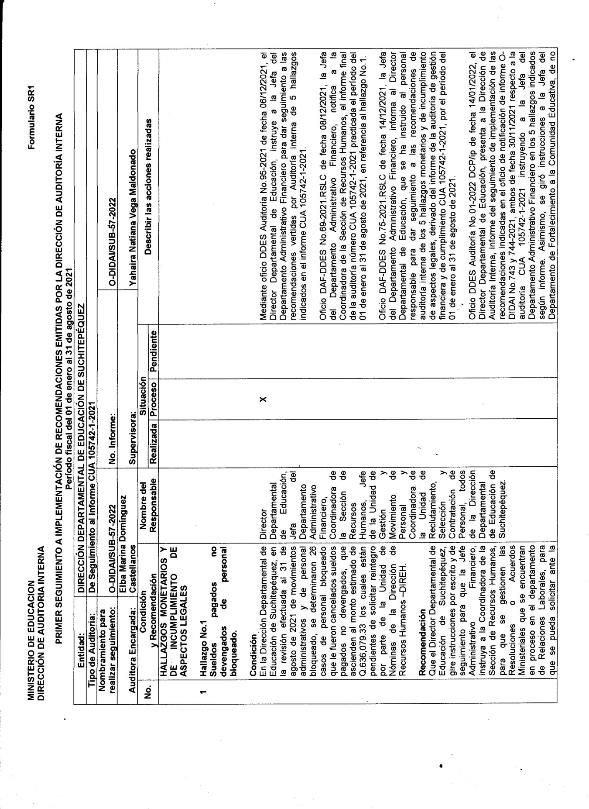 MINISTERIO DE EDUCACION
DIRECCIÓN DE AUDITORÍA INTERNA
Formulario SR1
PRIMER SEGUIMIENTO A IMPLEMENTACIÓN DE RECOMENDACIONES EMITIDAS POR LA DIRECCIÓN DE AUDITORÍA INTERNA
Período fiscal del 01 de enero al 31 de agosto de 2021
Entidad: DIRECCIÓN DEPARTAMENTAL DE EDUCACIÓN DE SUCHITEPÉQUEZ
Tipo de Auditoría: De Seguimiento al Informe CUA 105742-1-2021
Nombramiento para
realizar seguimiento: O-DIDAI/SUB-57-2022 No. Informe: O-DIDAI/SUB-57-2022
Auditora Encargada: Elba Marina Domínguez
Castellanos Supervisora: Yahaira Natiana Vega Maldonado
No. Condición
y Recomendación
Nombre del
Responsable
Situación
Realizada Proceso Pendiente
Describir las acciones realizadas
HALLAZGOS MONETARIOS Y
DE INCUMPLIMIENTO DE
ASPECTOS LEGALES
1 Hallazgo No.1
Sueldos pagados no
devengados de personal
bloqueado.
Condición
En la Dirección Departamental de
Educación de Suchitepéquez, en
la revisión efectuada al 31 de
agosto de 2021 de movimientos
administrativos y de personal
bloqueado, se determinaron 26
casos de personal bloqueado
que le fueron cancelados sueldos
pagados no devengados, que
ascienden al monto estimado de
Q.636,079.33; los cuales están
pendientes de solicitar reintegro
por parte de la Unidad de
Nóminas de la Dirección de
Recursos Humanos –DIREH.
Recomendación
Que el Director Departamental de
Educación de Suchitepéquez,
gire instrucciones por escrito y de
seguimiento para que la Jefe
Administrativo Financiero,
instruya a la Coordinadora de la
Sección de Recursos Humanos,
para que se gestionen las
Resoluciones o Acuerdos
Ministeriales que se encuentran
en proceso en el departamento
de Relaciones Laborales, para
que se pueda solicitar ante la
Director
Departamental
de Educación,
Jefa del
Departamento
Administrativo
Financiero,
Coordinadora de
la Sección de
Recursos
Humanos, Jefe
de la Unidad de
Gestión y
Movimiento de
Personal y
Coordinadora de
la Unidad de
Reclutamiento,
Selección y
Contratación de
Personal, todos
de la Dirección
Departamental
de Educación de
Suchitepéquez.
X
Mediante oficio DDES Auditoría No.95-2021 de fecha 06/12/2021, el
Director Departamental de Educación, instruye a la Jefa del
Departamento Administrativo Financiero para dar seguimiento a las
recomendaciones vertidas por Auditoría Interna de 5 hallazgos
indicados en el informe CUA 105742-1-2021.
Oficio DAF-DDES No.69-2021.RSLC de fecha 08/12/2021, la Jefa
del Departamento Administrativo Financiero, notifica a la
Coordinadora de la Sección de Recursos Humanos, el informe final
de la auditoría número CUA 105742-1-2021 practicada el período del
01 de enero al 31 de agosto de 2021, en referencia al hallazgo No.1.
Oficio DAF-DDES No.75-2021.RSLC de fecha 14/12/2021, la Jefa
del Departamento Administrativo Financiero, informa al Director
Departamental de Educación, que se ha instruido al personal
responsable para dar seguimiento a las recomendaciones de
auditoría interna de los 5 hallazgos monetarios y de incumplimiento
de aspectos legales, derivado del informe de la auditoría de gestión
financiera y de cumplimiento CUA 105742-1-2021, por el período del
01 de enero al 31 de agosto de 2021.
Oficio DDES Auditoría No.01-2022 DCP/lp de fecha 14/01/2022, el
Director Departamental de Educación, presenta a la Dirección de
Auditoría Interna, informe del seguimiento de implementación de las
recomendaciones indicadas en el oficio de notificación de informe O-
DIDAI No.743 y 744-2021, ambos de fecha 30/11/2021 respecto a la
auditoría CUA 105742-1-2021, instruyendo a la Jefa del
Departamento Administrativo Financiero en los 5 hallazgos indicados
según informe. Asimismo, se giró instrucciones a la Jefa del
Departamento de Fortalecimiento a la Comunidad Educativa, de no